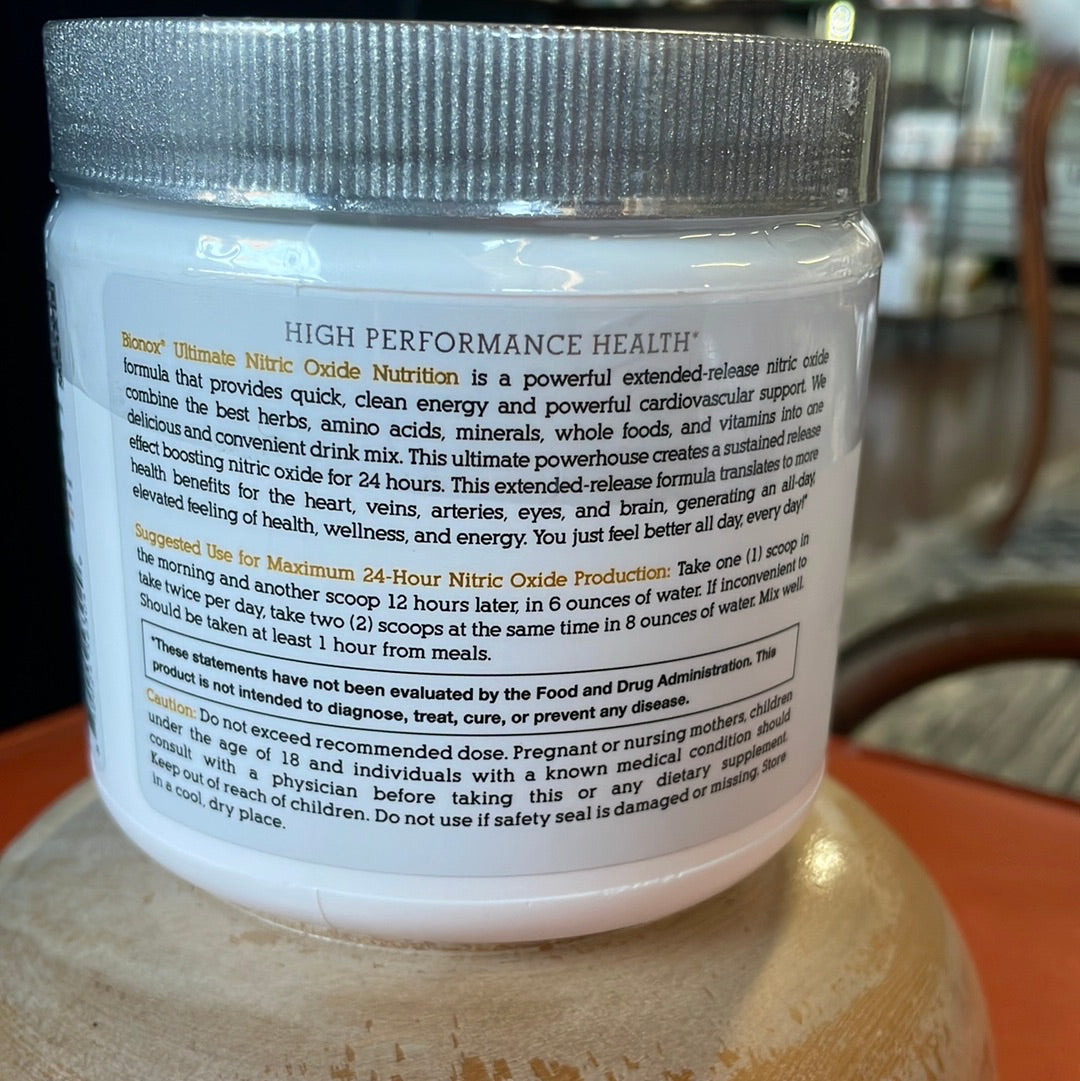 HIGH PERFORMANCE HEALTH*
Bionox® Ultimate Nitric Oxide Nutrition is a powerful extended-release nitric oxide
formula that provides quick, clean energy and powerful cardiovascular support. We
combine the best herbs, amino acids, minerals, whole foods, and vitamins into one
delicious and convenient drink mix. This ultimate powerhouse creates a sustained release
effect boosting nitric oxide for 24 hours. This extended-release formula translates to more
health benefits for the heart, veins, arteries, eyes, and brain, generating an all-day,
elevated feeling of health, wellness, and energy. You just feel better all day, every day!*
Suggested Use for Maximum 24-Hour Nitric Oxide Production: Take one (1) scoop in
the morning and another scoop 12 hours later, in 6 ounces of water. If inconvenient to
take twice per day, take two (2) scoops at the same time in 8 ounces of water. Mix well.
Should be taken at least 1 hour from meals.
*These statements have not been evaluated by the Food and Drug Administration. This
product is not intended to diagnose, treat, cure, or prevent any disease.
Caution: Do not exceed recommended dose. Pregnant or nursing mothers, children
under the age of 18 and individuals with a known medical condition should
consult with a physician before taking this or any dietary supplement.
Keep out of reach of children. Do not use if safety seal is damaged or missing. Store
in a cool, dry place.